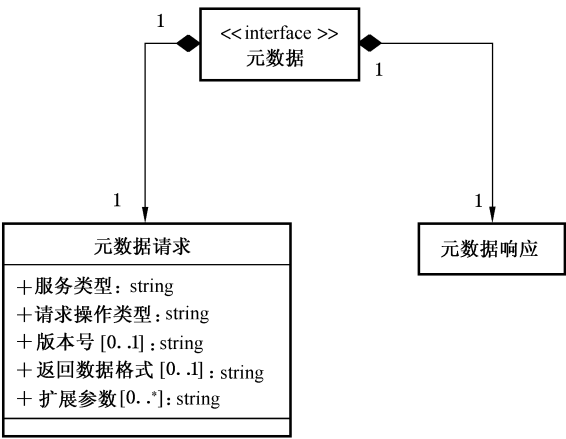 1
<<interface >>
元数据
1
1
1
元数据请求
+服务类型: string
+请求操作类型: string
+版本号 [0..1] : string
+返回数据格式 [0..1] : string
+ 扩展参数 [0..*] : string
元数据响应